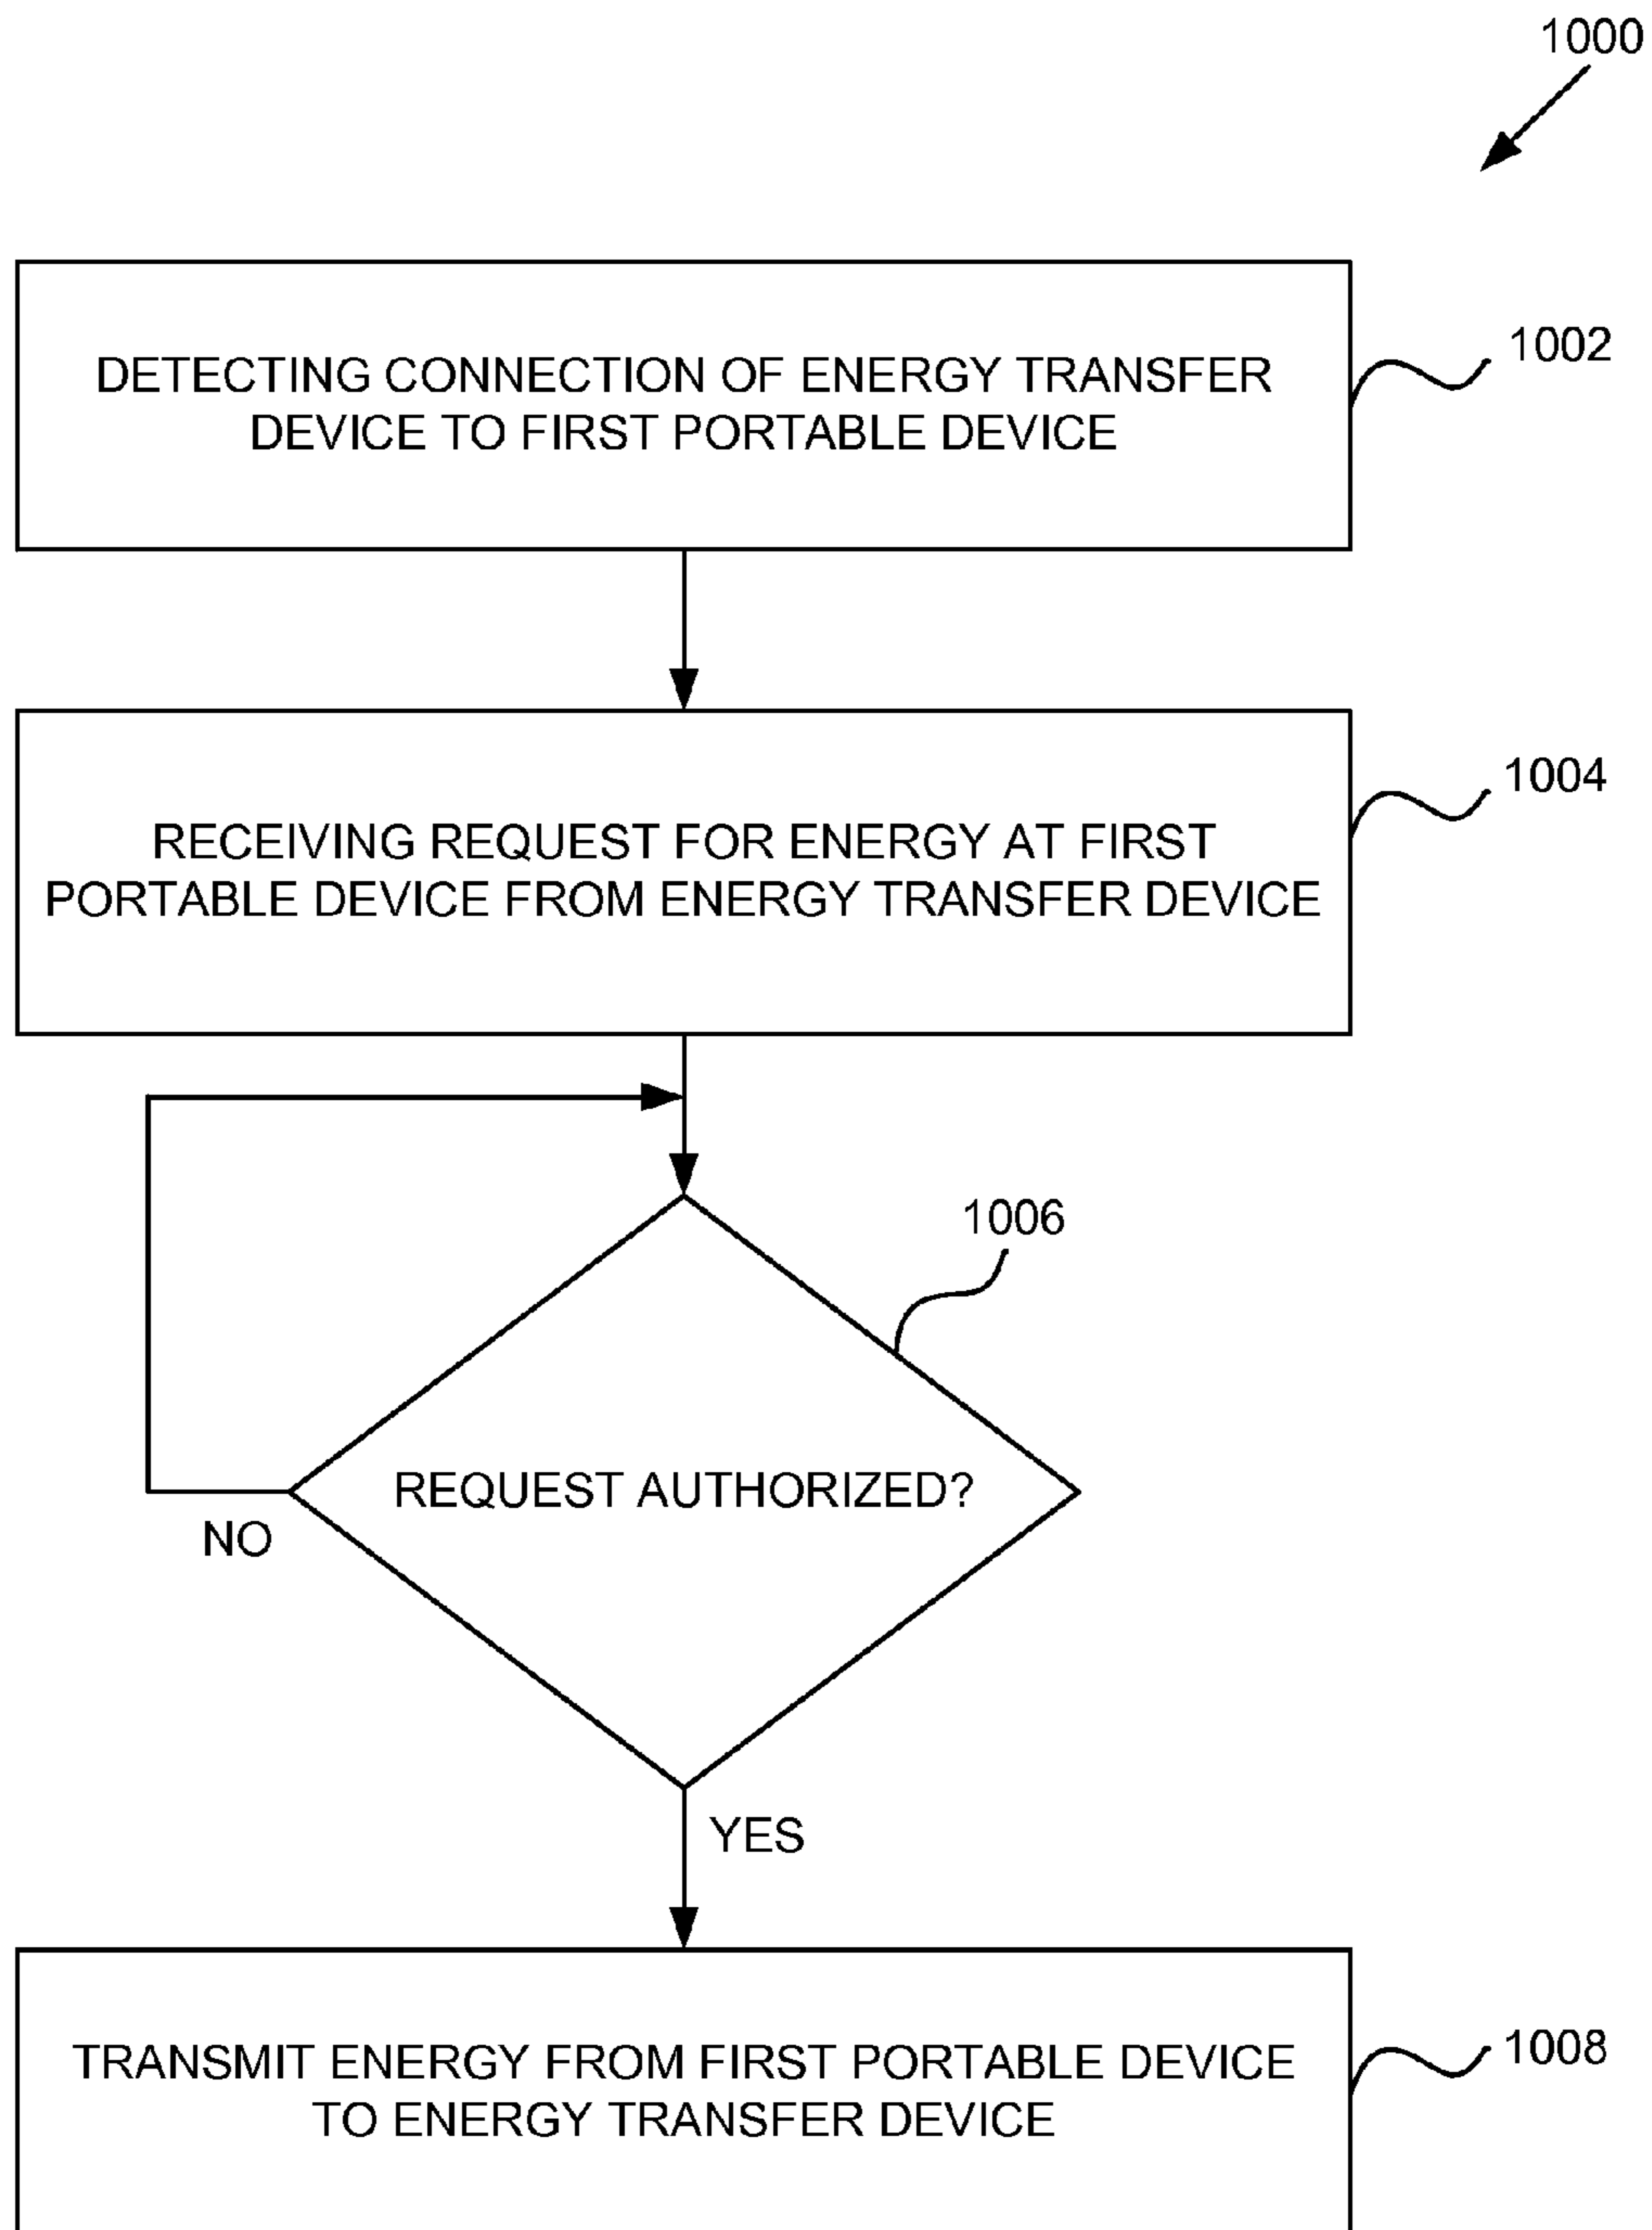 1000
DETECTING CONNECTION OF ENERGY TRANSFER
DEVICE TO FIRST PORTABLE DEVICE
1002
RECEIVING REQUEST FOR ENERGY AT FIRST
PORTABLE DEVICE FROM ENERGY TRANSFER DEVICE
1004
1006
REQUEST AUTHORIZED?
NO
YES
TRANSMIT ENERGY FROM FIRST PORTABLE DEVICE
TO ENERGY TRANSFER DEVICE
1008